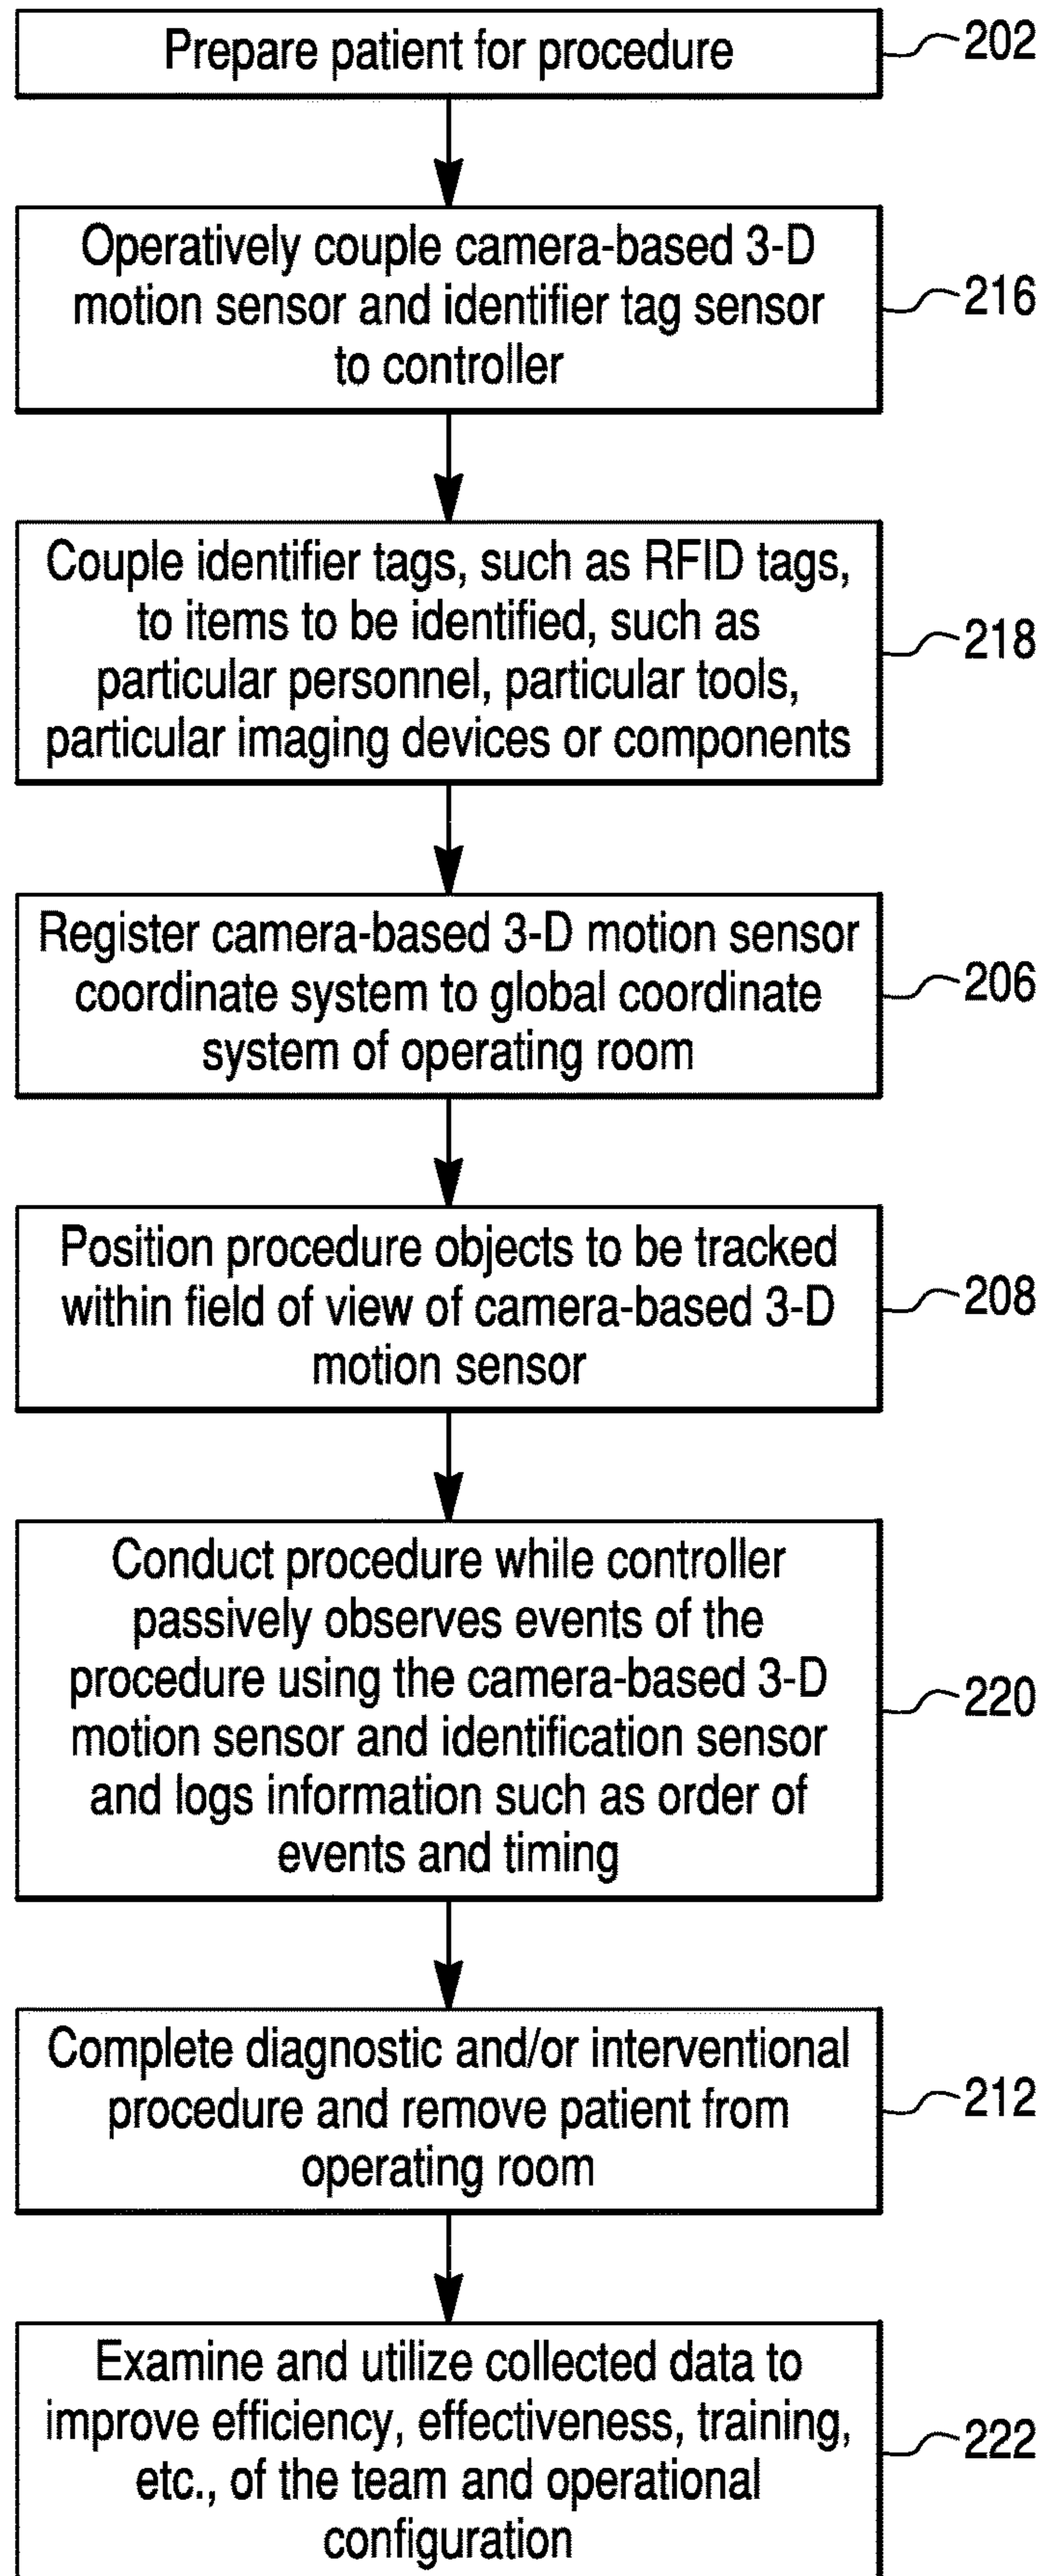 Prepare patient for procedure
202
Operatively couple camera-based 3-D
motion sensor and identifier tag sensor
to controller
216
Couple identifier tags, such as RFID tags,
to items to be identified, such as
particular personnel, particular tools,
particular imaging devices or components
218
Register camera-based 3-D motion sensor
coordinate system to global coordinate
system of operating room
206
Position procedure objects to be tracked
within field of view of camera-based 3-D
motion sensor
208
Conduct procedure while controller
passively observes events of the
procedure using the camera-based 3-D
motion sensor and identification sensor
and logs information such as order of
events and timing
220
Complete diagnostic and/or interventional
procedure and remove patient from
operating room
212
Examine and utilize collected data to
improve efficiency, effectiveness, training,
etc., of the team and operational
configuration
222